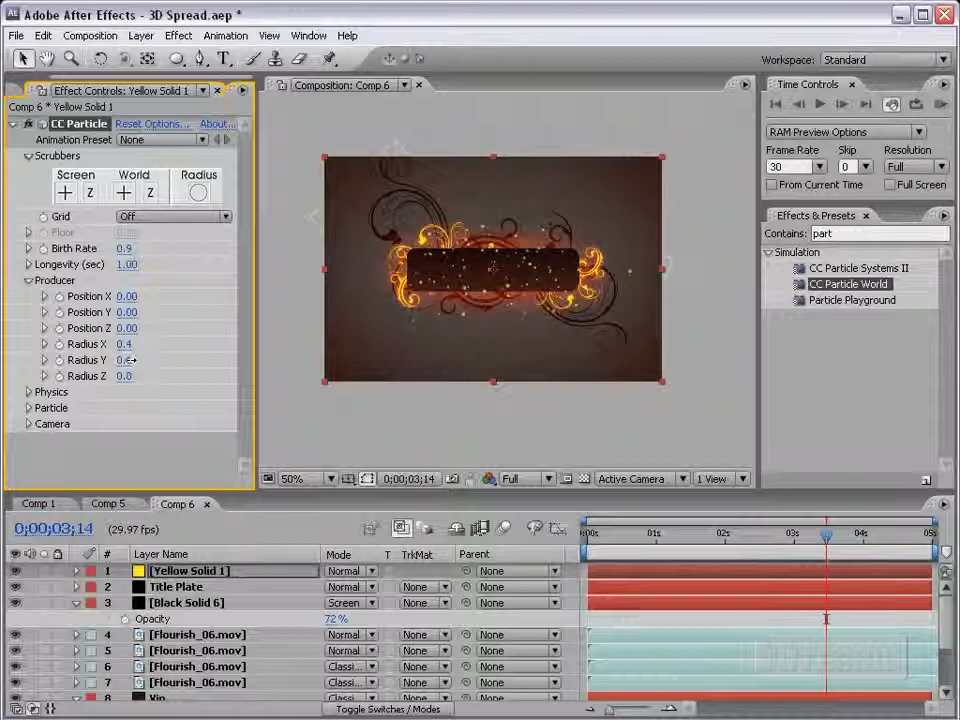 Adobe After Effects - 3D Spread.aep *
File Edit Composition Layer Effect Animation View Window Help
Workspace: Standard
Effect Controls: Yellow Solid 1
Comp 6 * Yellow Solid 1
CC Particle Reset Options... About...
Animation Preset None
Scrubbers
Screen World Radius
Z Z
Grid Off
Floor
Birth Rate 0.9
Longevity (sec) 1.00
Producer
Position X 0.00
Position Y 0.00
Position Z 0.00
Radius X 0.4
Radius Y
Radius Z 0.0
Physics
Particle
Camera
Composition: Comp 6
50% 0;00;03;14 Full Active Camera 1 View
Time Controls
RAM Preview Options
Frame Rate Skip Resolution
30 0 Full
From Current Time Full Screen
Effects & Presets
Contains: part
Simulation
CC Particle Systems II
CC Particle World
Particle Playground
Comp 1 Comp 5 Comp 6
0;00;03;14 (29.97 fps)
:00s 01s 02s 03s 04s 05s
# Layer Name Mode T TrkMat Parent
1 [Yellow Solid 1] Normal None
2 Title Plate Normal None None
3 [Black Solid 6] Screen None None
Opacity 72%
4 [Flourish_06.mov] Normal None None
5 [Flourish_06.mov] Normal None None
6 [Flourish_06.mov] Classi... None None
7 [Flourish_06.mov] Classi... None None
8
Toggle Switches / Modes